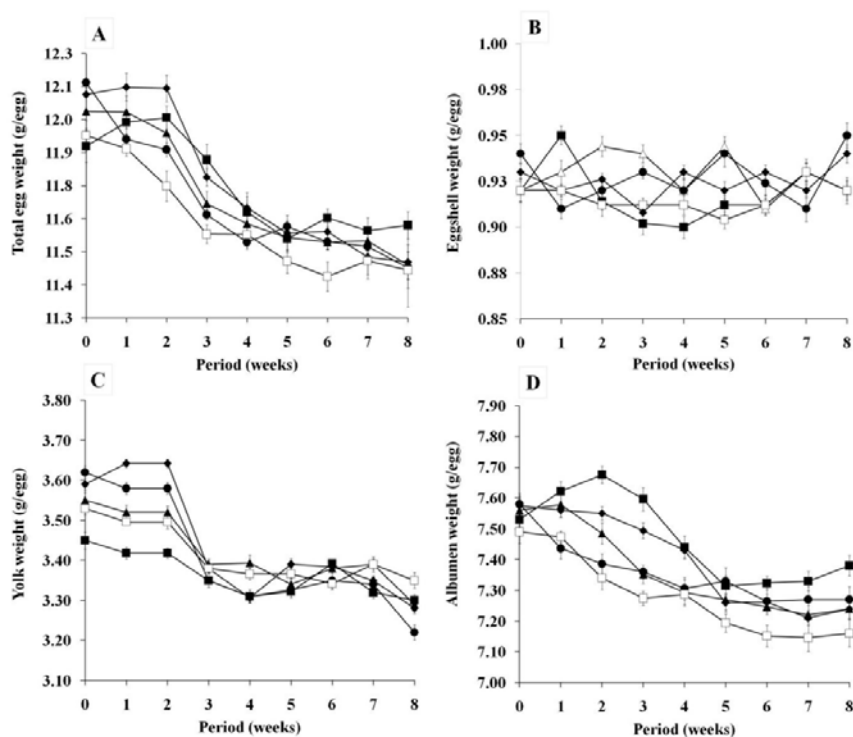 A
Total egg weight (g/egg)
12.3
12.1
12.0
11.9
11.8
11.6
11.5
11.4
11.3
0 1 2 3 4 5 6 7 8
Period (weeks)
B
Eggshell weight (g/egg)
1.00
0.98
0.95
0.93
0.90
0.88
0.85
0 1 2 3 4 5 6 7 8
Period (weeks)
C
Yolk weight (g/egg)
3.80
3.70
3.60
3.50
3.40
3.30
3.20
3.10
0 1 2 3 4 5 6 7 8
Period (weeks)
D
Albumen weight (g/egg)
7.90
7.80
7.70
7.60
7.50
7.40
7.30
7.20
7.10
7.00
0 1 2 3 4 5 6 7 8
Period (weeks)